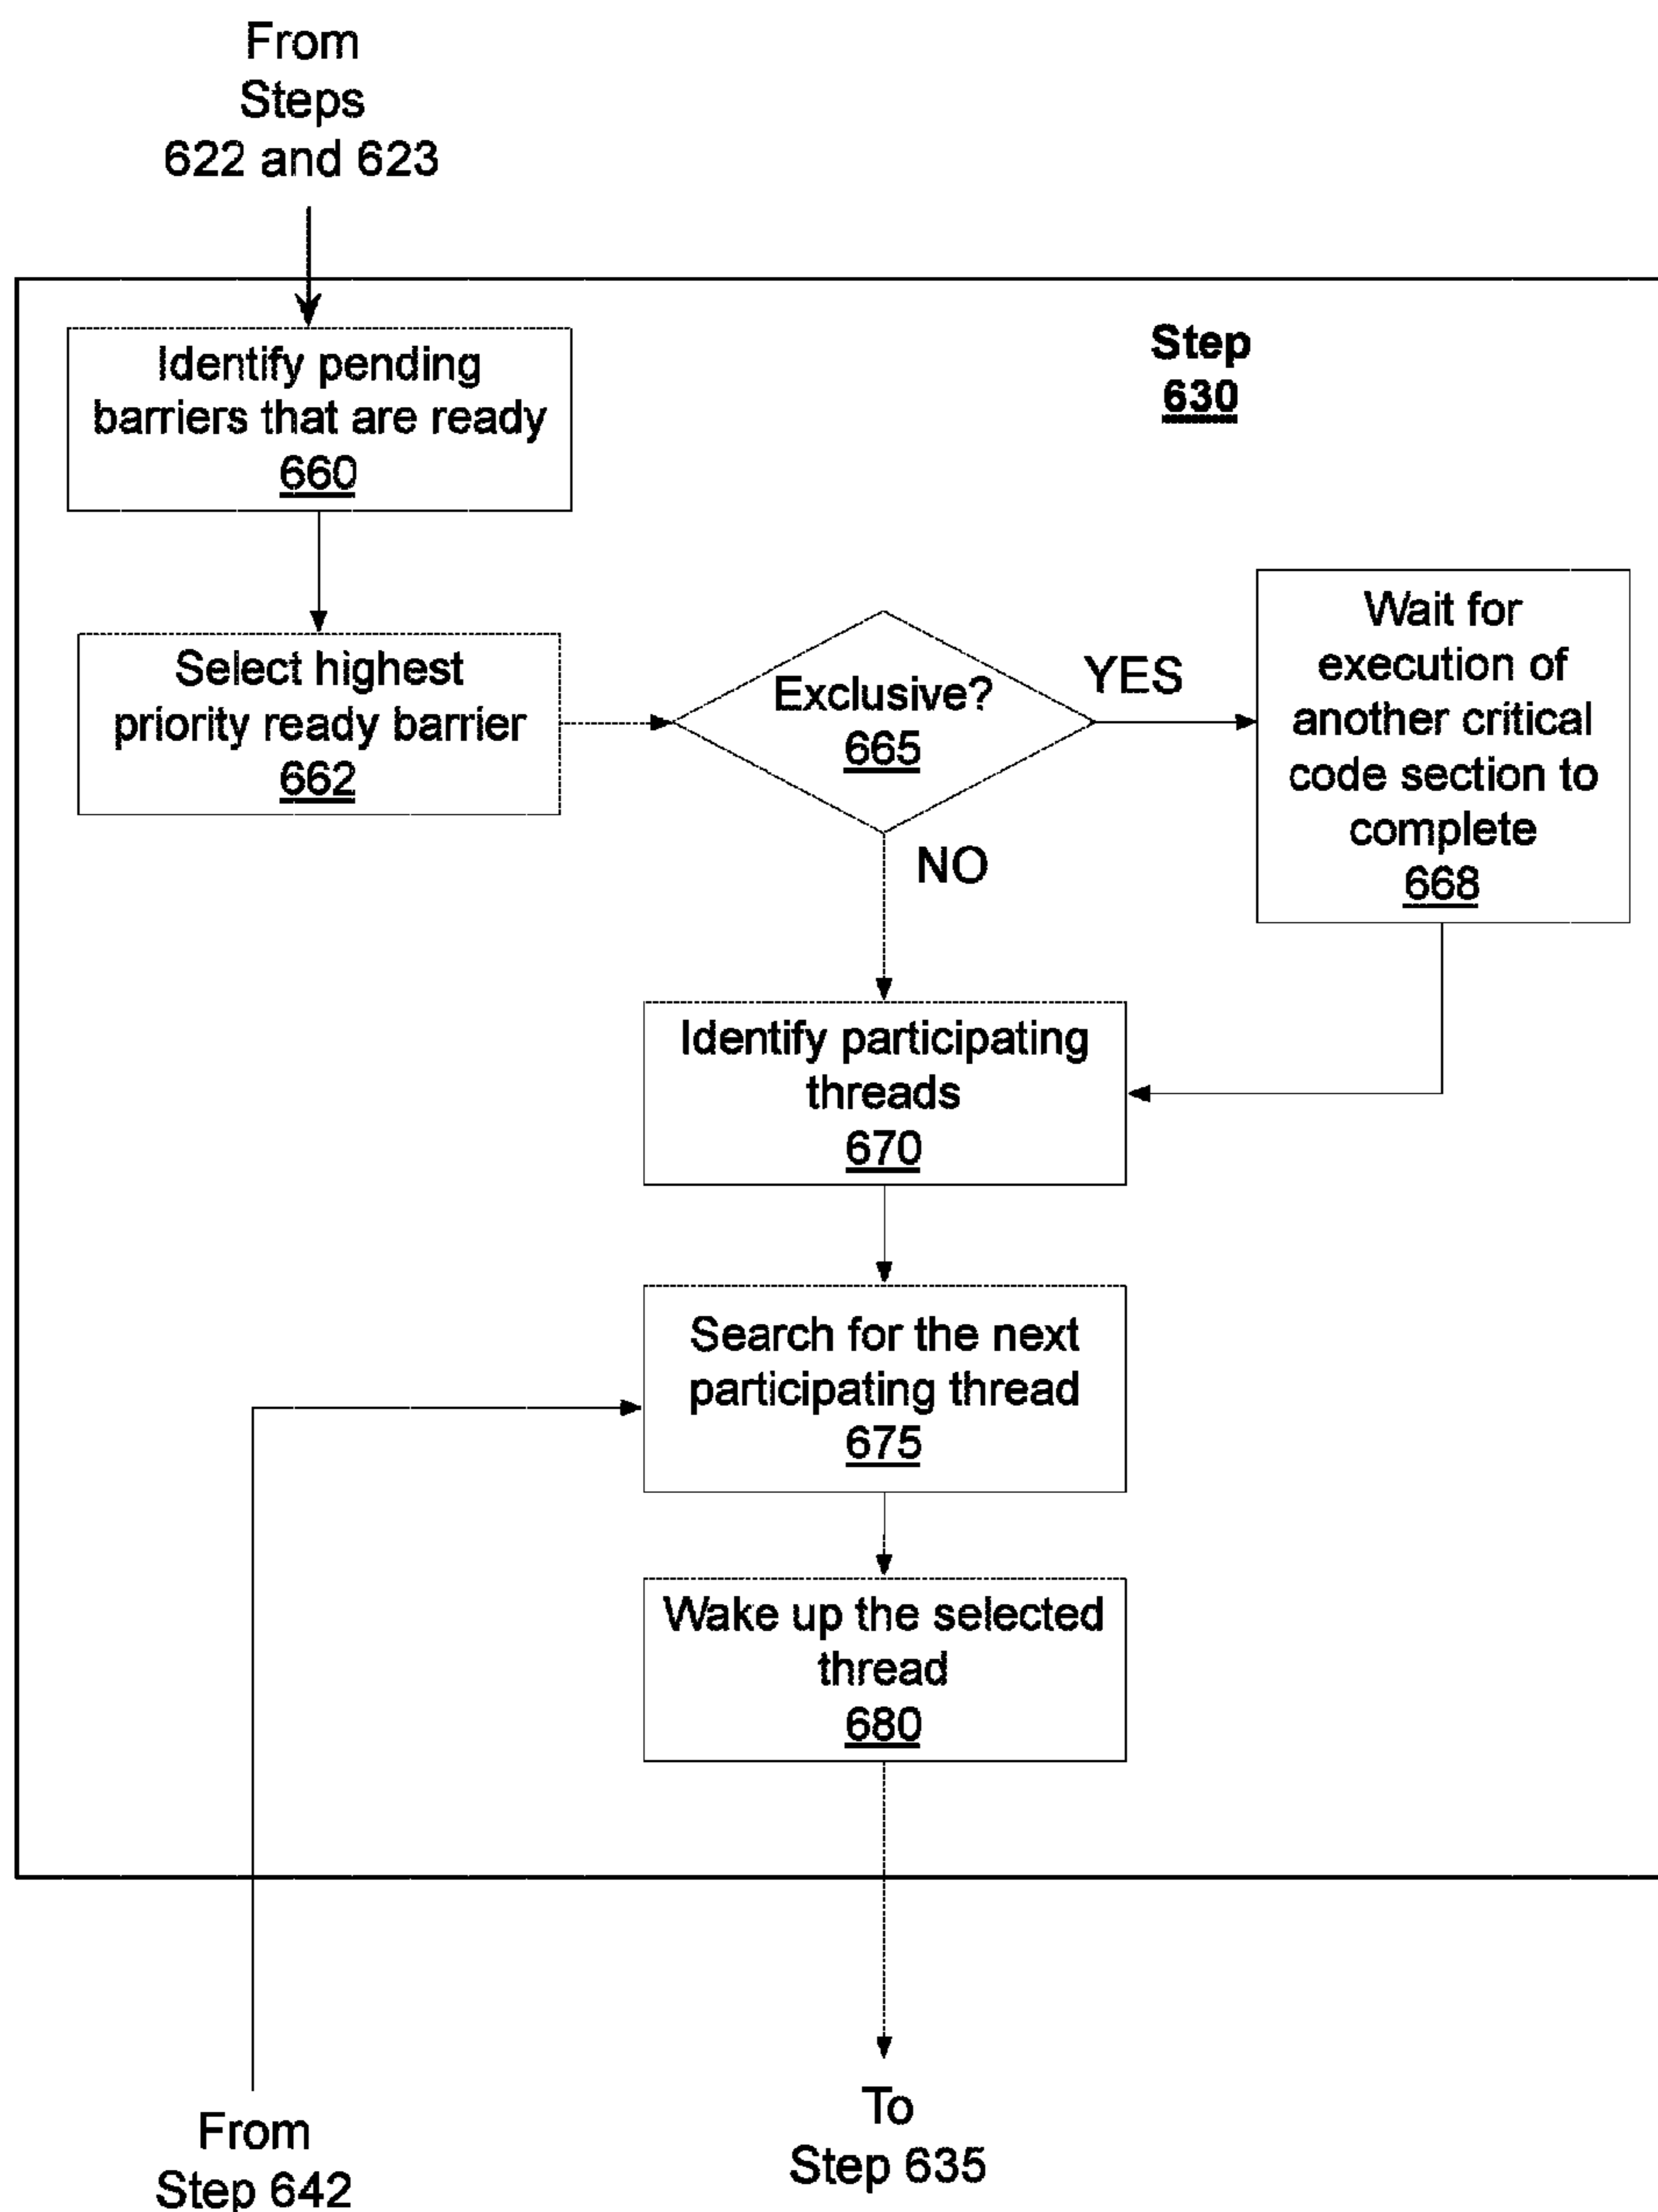 From
Steps
622 and 623
Step
630
Identify pending
barriers that are ready
660
Select highest
priority ready barrier
662
Exclusive?
665
YES
NO
Wait for
execution of
another critical
code section to
complete
668
Identify participating
threads
670
Search for the next
participating thread
675
Wake up the selected
thread
680
From
Step 642
To
Step 635